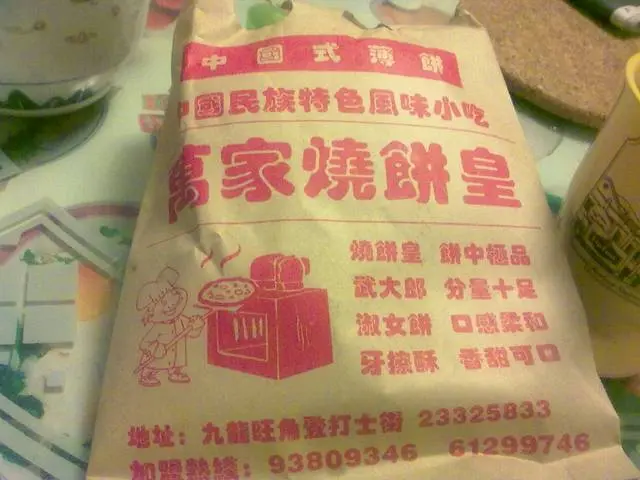 中國式薄餅
中國民族特色風味小吃
萬家燒餅皇
燒餅皇 餅中極品
武大郎 分量十足
淑女餅 口感柔和
牙擦酥 香甜可口
地址：九龍旺角登打士街 23325833
加盟熱綫：93809346 61299746